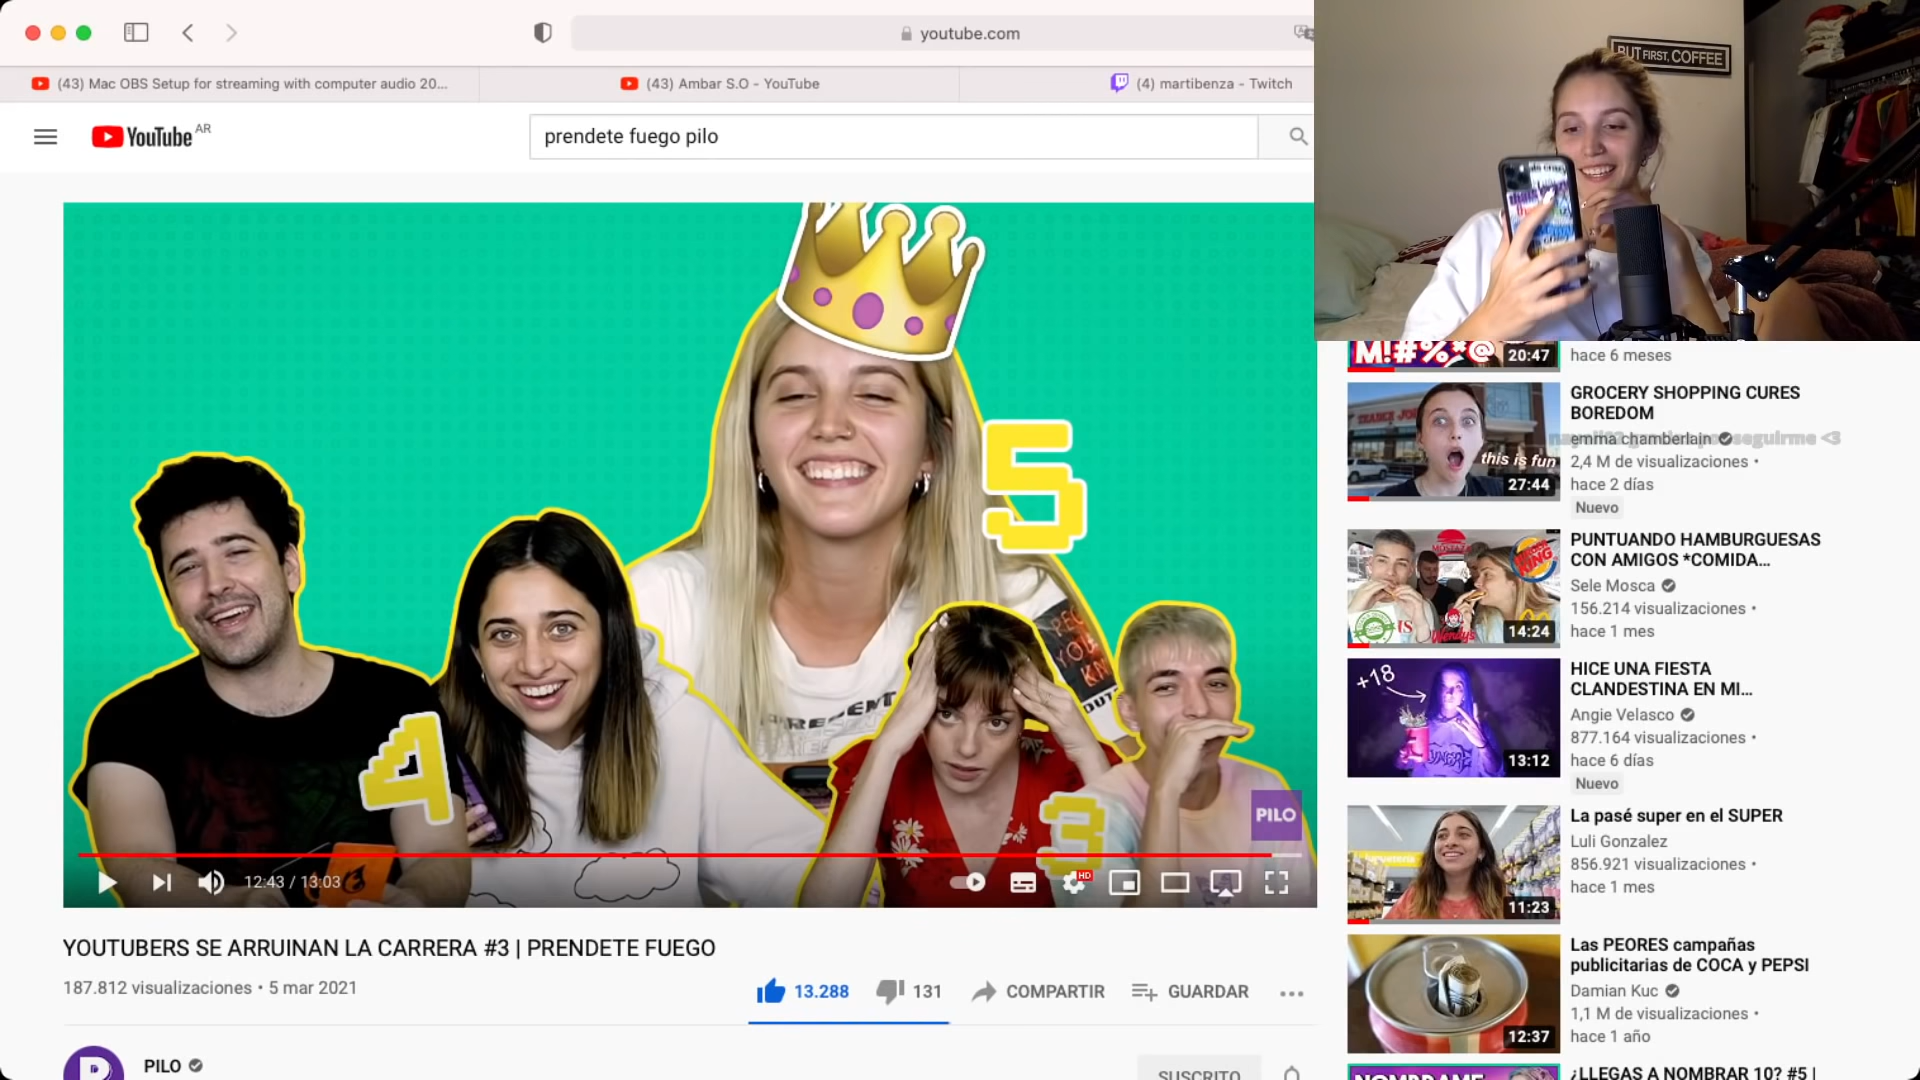 youtube.com
(43) Mac OBS Setup for streaming with computer audio 20...
(43) Ambar S.O - YouTube
(4) martibenza - Twitch
YouTube AR
prendete fuego pilo
BUT FIRST, COFFEE
5
4
3
PILO
12:43 / 13:03
HD
YOUTUBERS SE ARRUINAN LA CARRERA #3 | PRENDETE FUEGO
187.812 visualizaciones • 5 mar 2021
13.288
131
COMPARTIR
GUARDAR
PILO
SUSCRITO
M!#%*@
20:47
hace 6 meses
this is fun
27:44
GROCERY SHOPPING CURES
BOREDOM
emma chamberlain
seguirme <3
2,4 M de visualizaciones •
hace 2 días
Nuevo
14:24
PUNTUANDO HAMBURGUESAS
CON AMIGOS *COMIDA...
Sele Mosca
156.214 visualizaciones •
hace 1 mes
+18
13:12
HICE UNA FIESTA
CLANDESTINA EN MI...
Angie Velasco
877.164 visualizaciones •
hace 6 días
Nuevo
11:23
La pasé super en el SUPER
Luli Gonzalez
856.921 visualizaciones •
hace 1 mes
12:37
Las PEORES campañas
publicitarias de COCA y PEPSI
Damian Kuc
1,1 M de visualizaciones •
hace 1 año
¿LLEGAS A NOMBRAR 10? #5 |